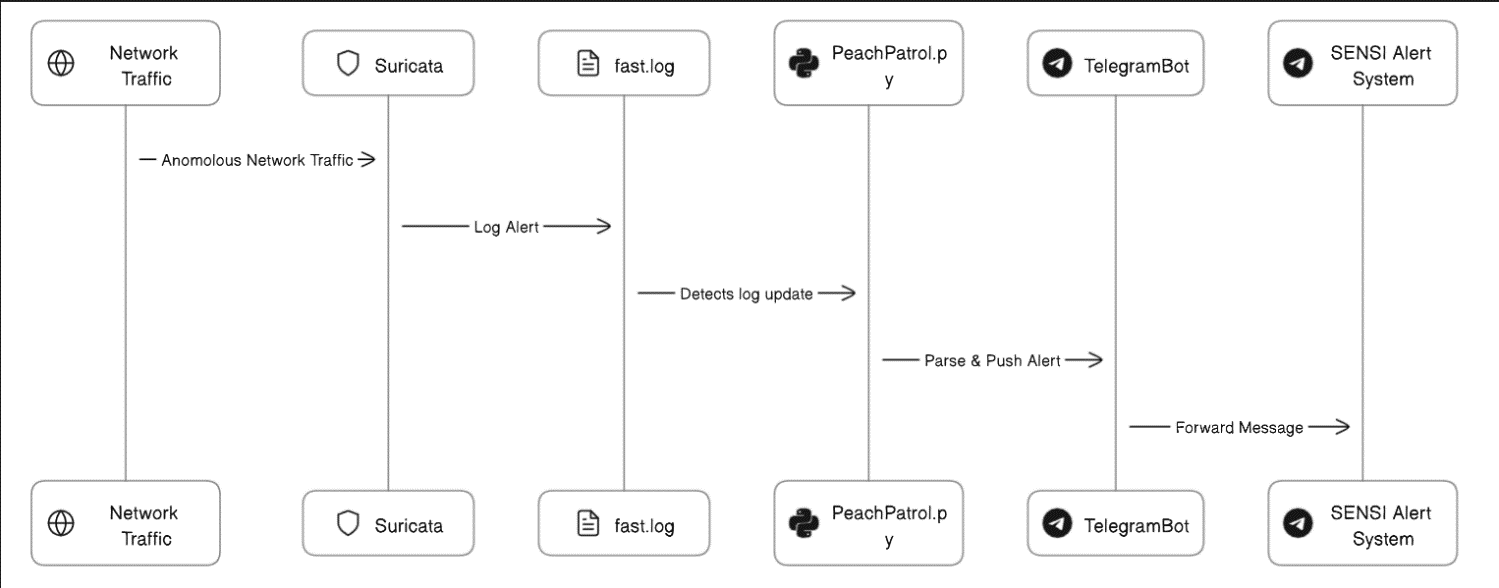 Network
Traffic
Suricata
fast.log
PeachPatrol.p
y
TelegramBot
SENSI Alert
System
Anomolous Network Traffic
Log Alert
Detects log update
Parse & Push Alert
Forward Message
Network
Traffic
Suricata
fast.log
PeachPatrol.p
y
TelegramBot
SENSI Alert
System